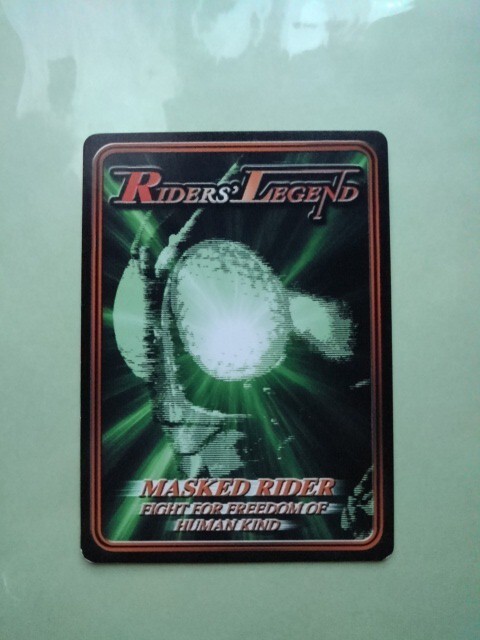 RIDERS' LEGEND
MASKED RIDER
FIGHT FOR FREEDOM OF
HUMAN KIND